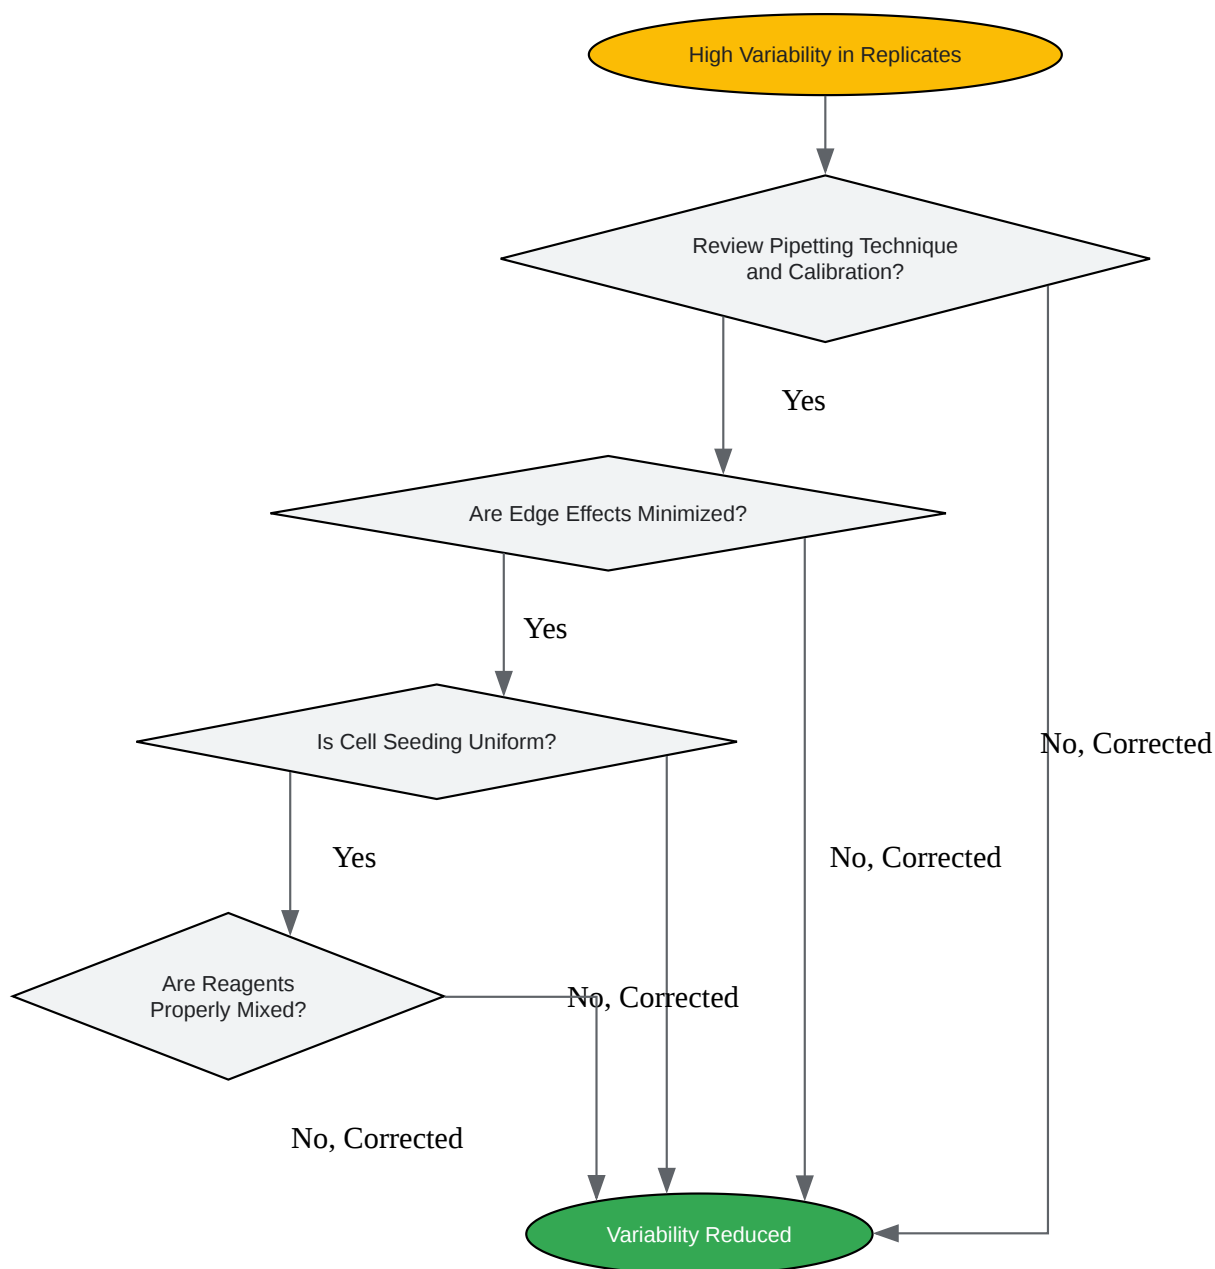 High Variability in Replicates
Review Pipetting Technique
and Calibration?
Yes
Are Edge Effects Minimized?
Yes
Is Cell Seeding Uniform?
No, Corrected
Yes
No, Corrected
Are Reagents
Properly Mixed?
No, Corrected
No, Corrected
Variability Reduced